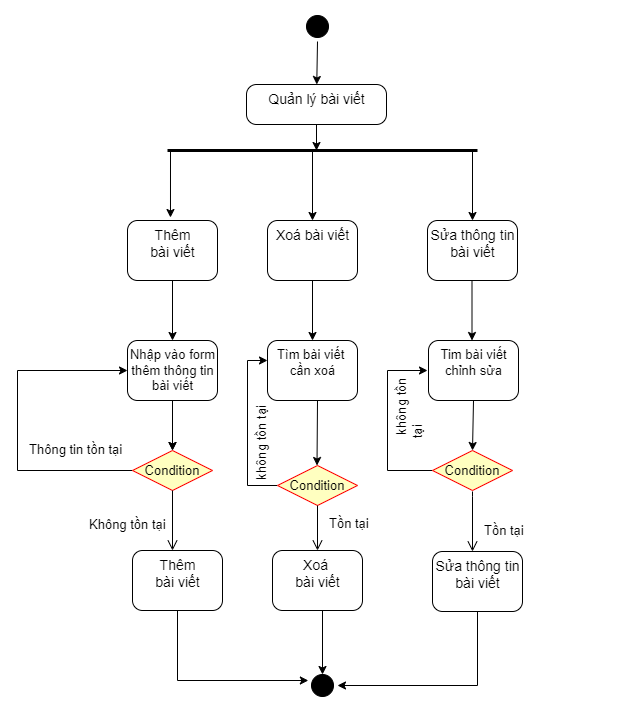 Quản lý bài viết
Thêm
bài viết
Xoá bài viết
Sửa thông tin
bài viết
Nhập vào form
thêm thông tin
bài viết
Tìm bài viết
cần xoá
Tim bài viết
chỉnh sửa
không tồn tại
không tồn
tại
Thông tin tồn tại
Condition
Condition
Condition
Không tồn tại
Tồn tại
Tồn tại
Thêm
bài viết
Xoá
bài viết
Sửa thông tin
bài viết